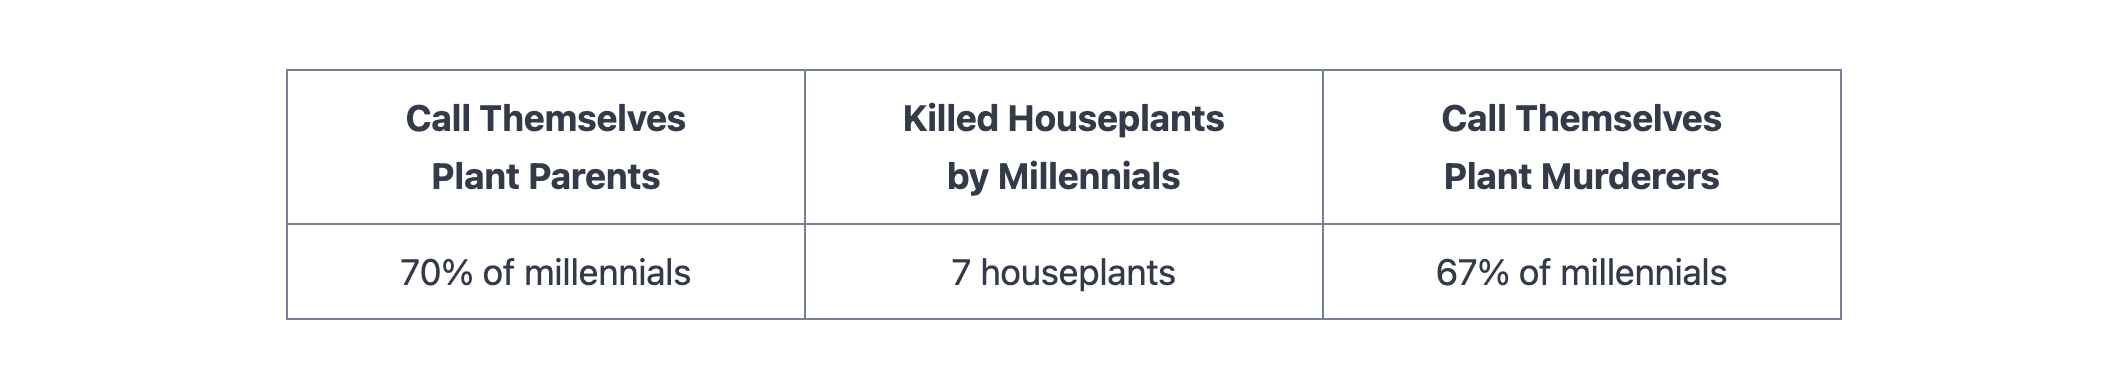 Call Themselves
Plant Parents
Killed Houseplants
by Millennials
Call Themselves
Plant Murderers
70% of millennials
7 houseplants
67% of millennials